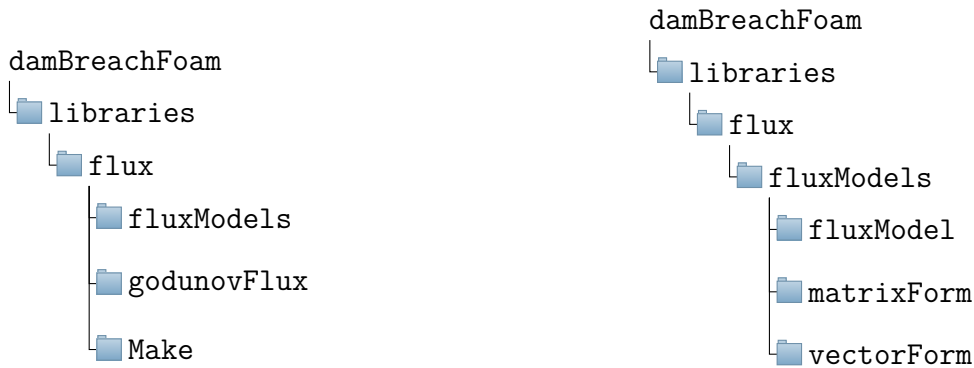 damBreachFoam
libraries
flux
fluxModels
godunovFlux
Make
damBreachFoam
libraries
flux
fluxModels
fluxModel
matrixForm
vectorForm